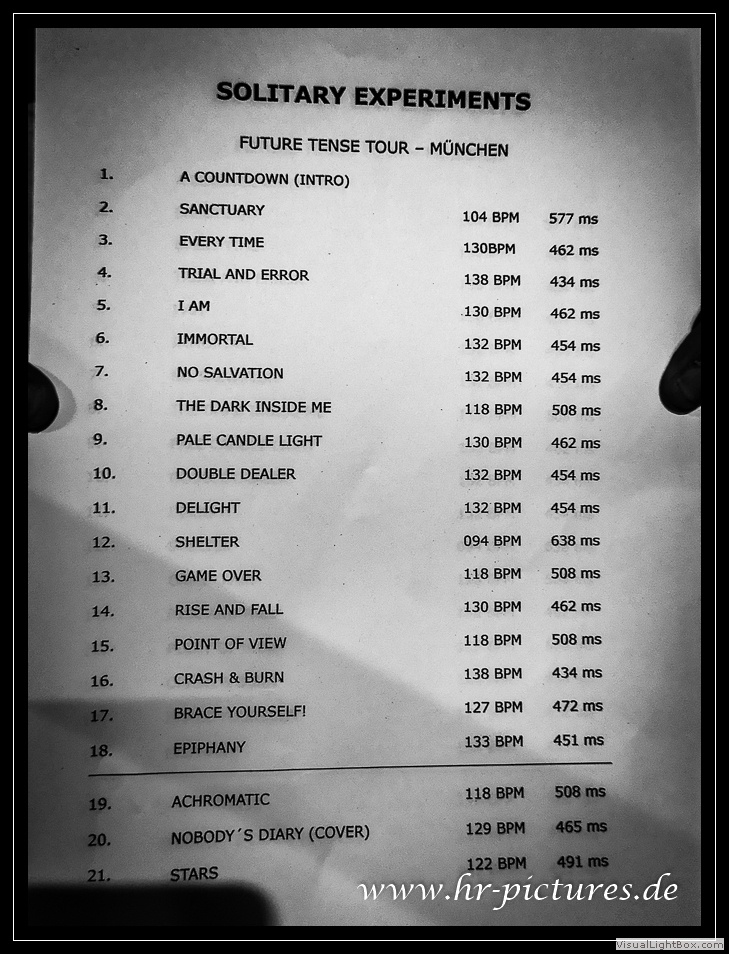 SOLITARY EXPERIMENTS
FUTURE TENSE TOUR – MÜNCHEN
1. A COUNTDOWN (INTRO)
2. SANCTUARY 104 BPM 577 ms
3. EVERY TIME 130BPM 462 ms
4. TRIAL AND ERROR 138 BPM 434 ms
5. I AM 130 BPM 462 ms
6. IMMORTAL 132 BPM 454 ms
7. NO SALVATION 132 BPM 454 ms
8. THE DARK INSIDE ME 118 BPM 508 ms
9. PALE CANDLE LIGHT 130 BPM 462 ms
10. DOUBLE DEALER 132 BPM 454 ms
11. DELIGHT 132 BPM 454 ms
12. SHELTER 094 BPM 638 ms
13. GAME OVER 118 BPM 508 ms
14. RISE AND FALL 130 BPM 462 ms
15. POINT OF VIEW 118 BPM 508 ms
16. CRASH & BURN 138 BPM 434 ms
17. BRACE YOURSELF! 127 BPM 472 ms
18. EPIPHANY 133 BPM 451 ms
19. ACHROMATIC 118 BPM 508 ms
20. NOBODY´S DIARY (COVER) 129 BPM 465 ms
21. STARS 122 BPM 491 ms
www.hr-pictures.de
VisualLightBox.com